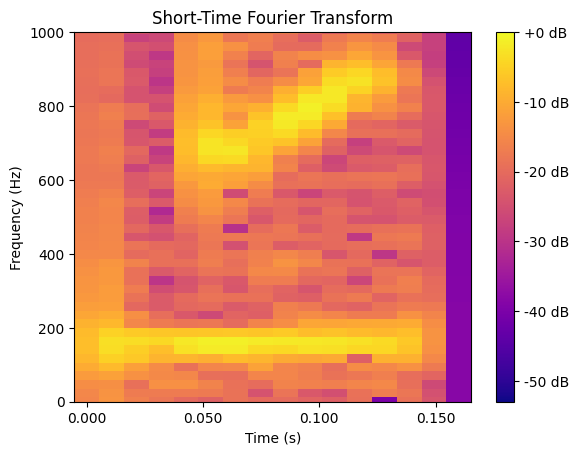 Short-Time Fourier Transform
Frequency (Hz)
1000
800
600
400
200
0
0.000 0.050 0.100 0.150
Time (s)
+0 dB
-10 dB
-20 dB
-30 dB
-40 dB
-50 dB